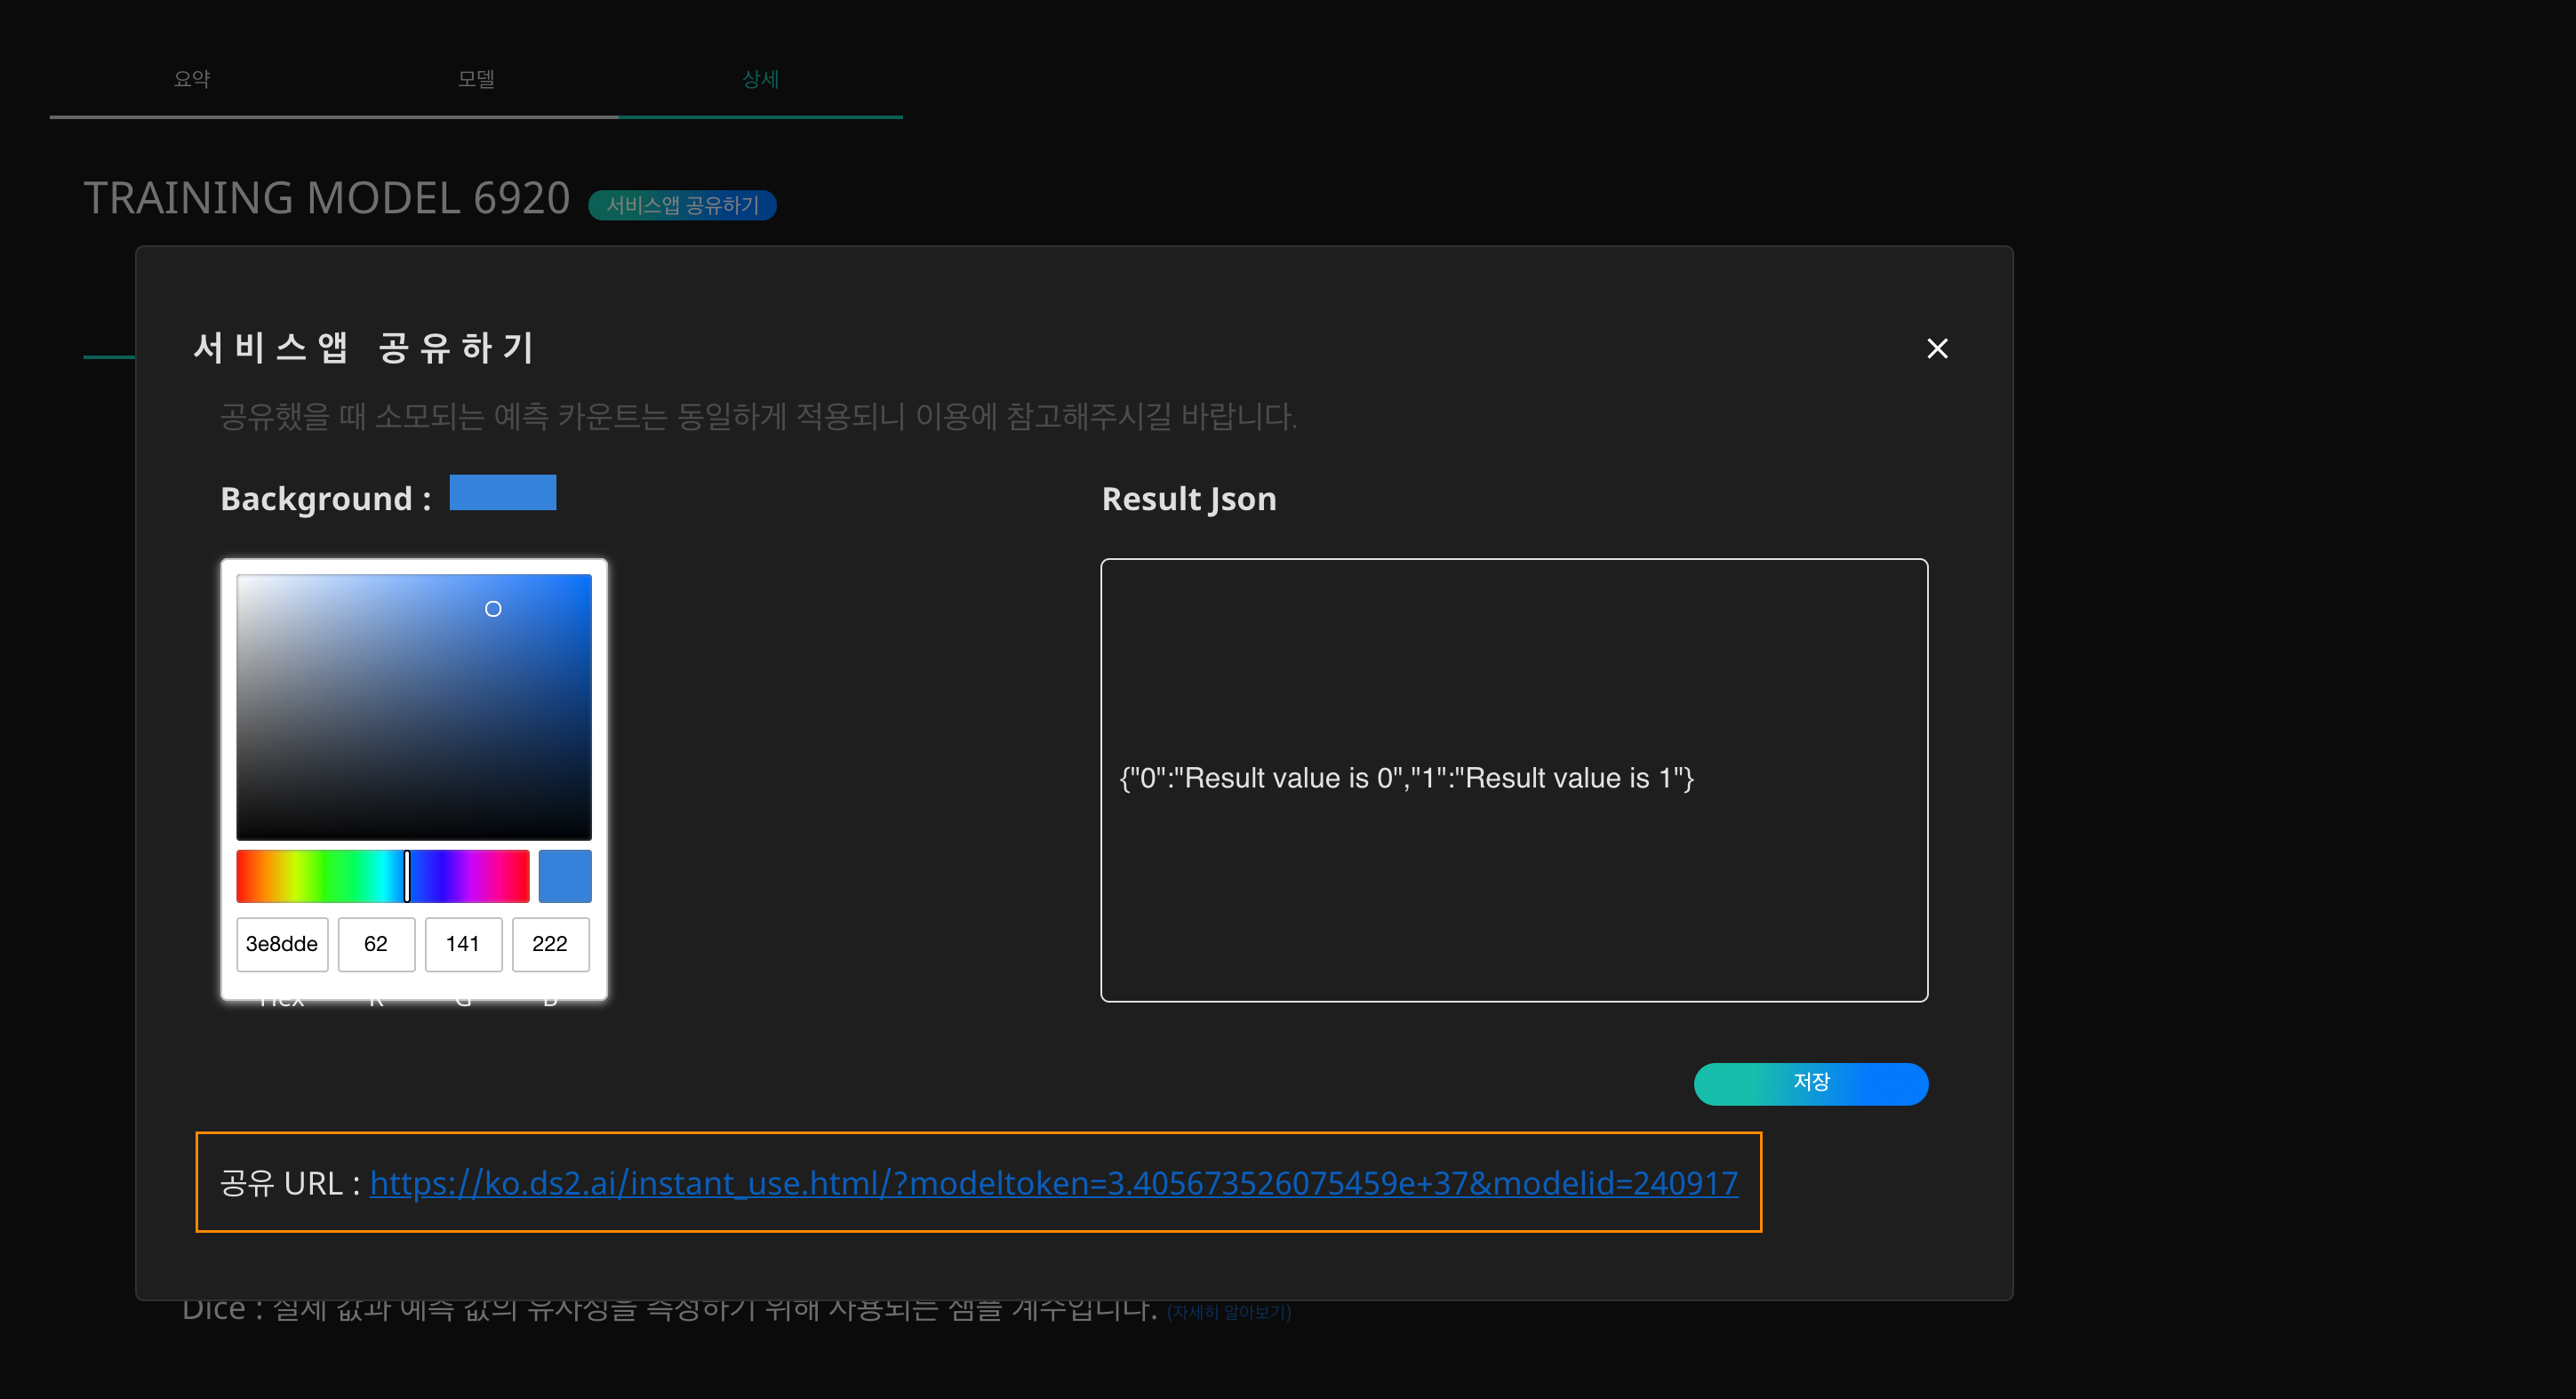 요약
모델
상세
TRAINING MODEL 6920
서비스앱 공유하기
서비스앱 공유하기
공유했을 때 소모되는 예측 카운트는 동일하게 적용되니 이용에 참고해주시길 바랍니다.
Background :
Result Json
{"0":"Result value is 0","1":"Result value is 1"}
3e8dde
62
141
222
Hex
R
G
B
저장
공유 URL : https://ko.ds2.ai/instant_use.html/?modeltoken=3.405673526075459e+37&modelid=240917
Dice : 실제 값과 예측 값의 유사성을 측정하기 위해 사용되는 샘플 계수입니다. (자세히 알아보기)